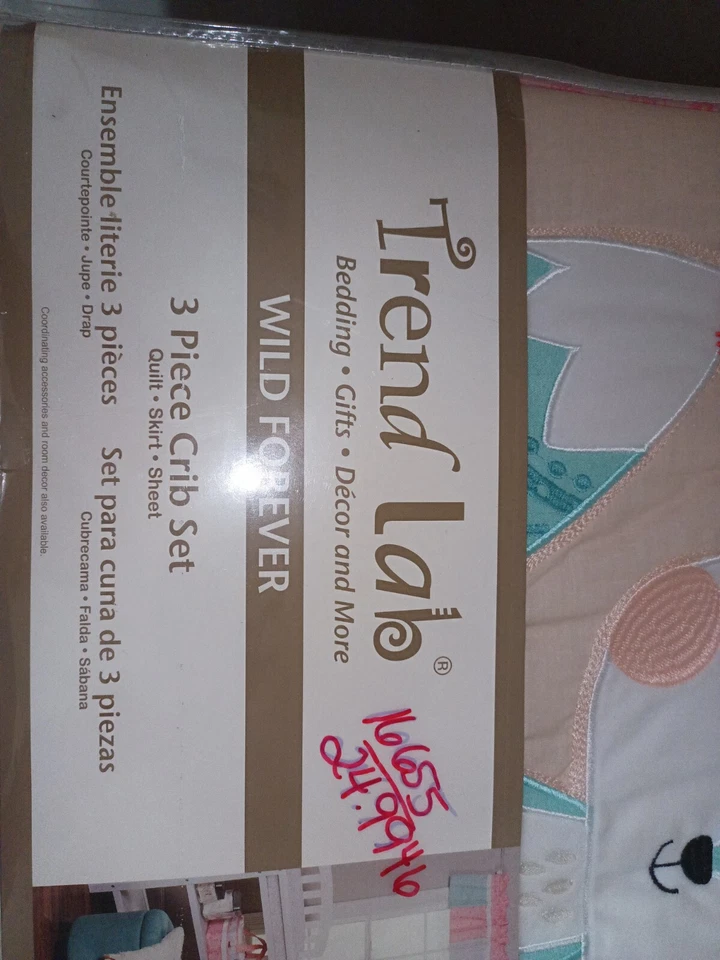 Trend Lab®
Bedding • Gifts • Décor and More
16655
24.99
WILD FOREVER
3 Piece Crib Set
Quilt • Skirt • Sheet
Ensemble literie 3 pièces
Courtepointe • Jupe • Drap
Set para cuna de 3 piezas
Cubrecama • Falda • Sábana
Coordinating accessories and room decor also available.